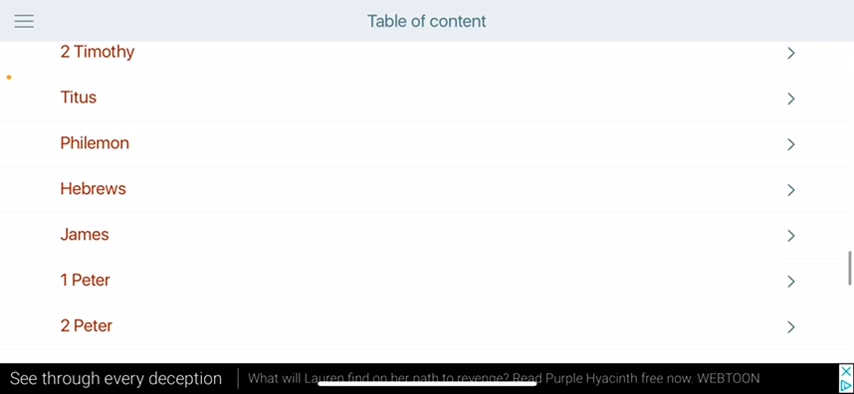 Table of content
2 Timothy
Titus
Philemon
Hebrews
James
1 Peter
2 Peter
See through every deception
What will Lauren find on her path to revenge? Read Purple Hyacinth free now. WEBTOON